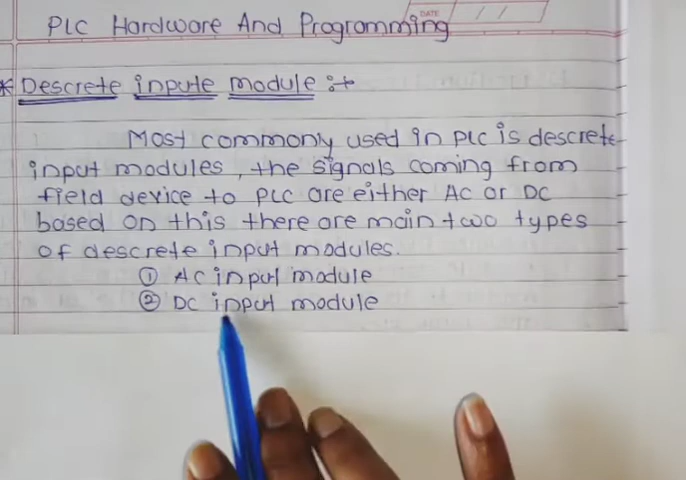 PLC Hardware And Programming
DATE / /
* Descrete inpute module :+
Most commonly used in PLC is descrete
input modules, the signals coming from
field device to PLC are either AC or DC
based on this there are main two types
of descrete input modules.
① AC input module
② DC input module